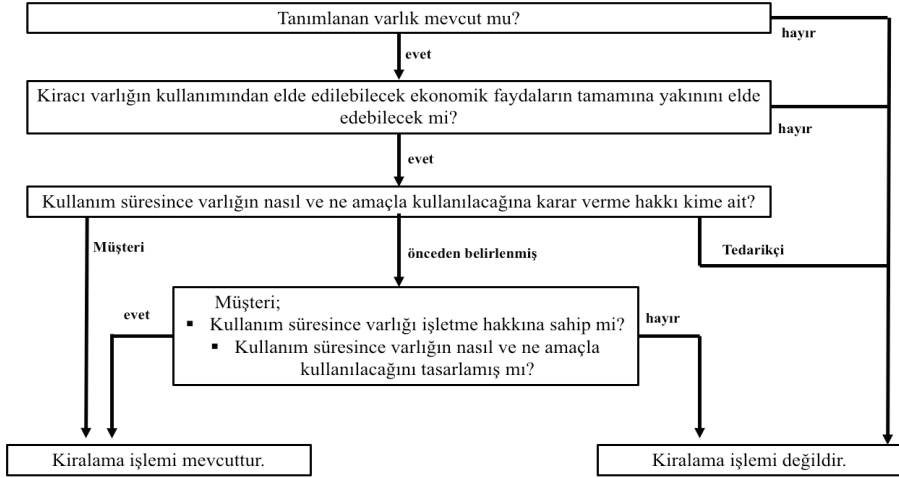 Tanımlanan varlık mevcut mu?
hayır
evet
Kiracı varlığın kullanımından elde edilebilecek ekonomik faydaların tamamına yakınını elde
edebilecek mi?
hayır
evet
Kullanım süresince varlığın nasıl ve ne amaçla kullanılacağına karar verme hakkı kime ait?
Müşteri
önceden belirlenmiş
Tedarikçi
evet
Müşteri;
▪ Kullanım süresince varlığı işletme hakkına sahip mi?
▪ Kullanım süresince varlığın nasıl ve ne amaçla
kullanılacağını tasarlamış mı?
hayır
Kiralama işlemi mevcuttur.
Kiralama işlemi değildir.